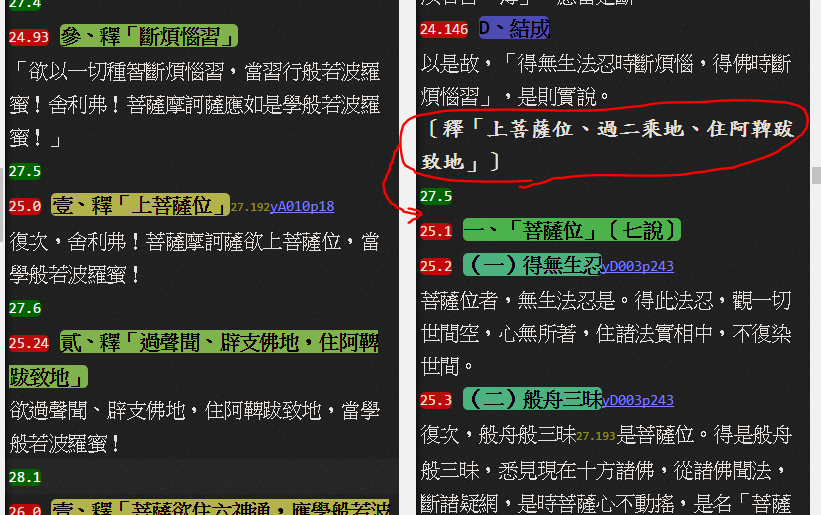 27.4
24.93 參、釋「斷煩惱習」
「欲以一切種智斷煩惱習，當習行般若波羅
蜜！舍利弗！菩薩摩訶薩應如是學般若波羅
蜜！」
27.5
25.0 壹、釋「上菩薩位」27.192yA010p18
復次，舍利弗！菩薩摩訶薩欲上菩薩位，當
學般若波羅蜜！
27.6
25.24 貳、釋「過聲聞、辟支佛地，住阿鞞
跋致地」
欲過聲聞、辟支佛地，住阿鞞跋致地，當學
般若波羅蜜！
28.1
26.0 壹、釋「菩薩欲住六神通，應學般若波
24.146 D、結成
以是故，「得無生法忍時斷煩惱，得佛時斷
煩惱習」，是則實說。
〔釋「上菩薩位、過二乘地、住阿鞞跋
致地」〕
27.5
25.1 一、「菩薩位」〔七說〕
25.2 （一）得無生忍yD003p243
菩薩位者，無生法忍是。得此法忍，觀一切
世間空，心無所著，住諸法實相中，不復染
世間。
25.3 （二）般舟三昧yD003p243
復次，般舟般三昧27.193是菩薩位。得是般舟
般三昧，悉見現在十方諸佛，從諸佛聞法，
斷諸疑網，是時菩薩心不動搖，是名「菩薩